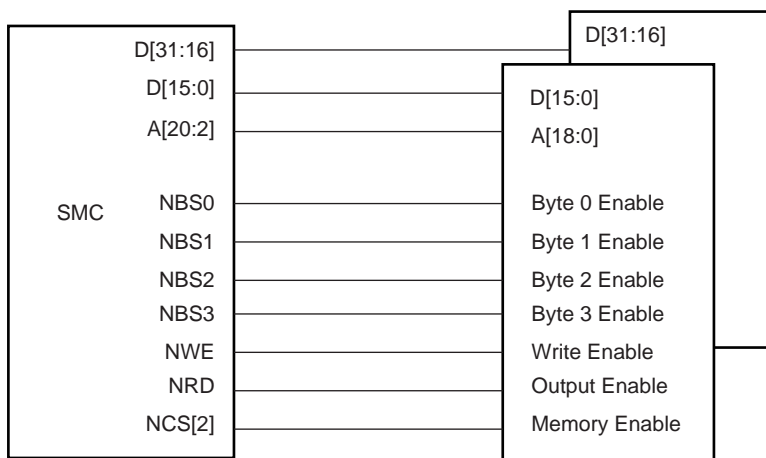 D[31:16] D[31:16]
D[15:0] D[15:0]
A[20:2] A[18:0]
SMC
NBS0 Byte 0 Enable
NBS1 Byte 1 Enable
NBS2 Byte 2 Enable
NBS3 Byte 3 Enable
NWE Write Enable
NRD Output Enable
NCS[2] Memory Enable